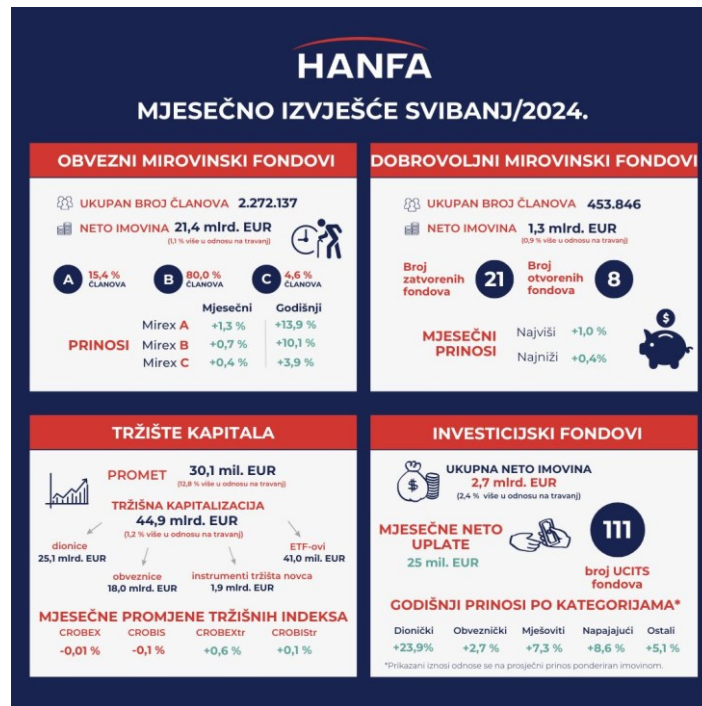 HANFA
MJESEČNO IZVJEŠĆE SVIBANJ/2024.
OBVEZNI MIROVINSKI FONDOVI
UKUPAN BROJ ČLANOVA 2.272.137
NETO IMOVINA 21,4 mlrd. EUR
(1,1 % više u odnosu na travanj)
A 15,4 % ČLANOVA B 80,0 % ČLANOVA C 4,6 % ČLANOVA
Mjesečni Godišnji
PRINOSI
Mirex A +1,3 % +13,9 %
Mirex B +0,7 % +10,1 %
Mirex C +0,4 % +3,9 %
DOBROVOLJNI MIROVINSKI FONDOVI
UKUPAN BROJ ČLANOVA 453.846
NETO IMOVINA 1,3 mlrd. EUR
(0,9 % više u odnosu na travanj)
Broj zatvorenih fondova 21
Broj otvorenih fondova 8
MJESEČNI PRINOSI
Najviši +1,0 %
Najniži +0,4%
$
TRŽIŠTE KAPITALA
PROMET 30,1 mil. EUR
(12,8 % više u odnosu na travanj)
TRŽIŠNA KAPITALIZACIJA
44,9 mlrd. EUR
(1,2 % više u odnosu na travanj)
dionice
25,1 mlrd. EUR
obveznice
18,0 mlrd. EUR
instrumenti tržišta novca
1,9 mlrd. EUR
ETF-ovi
41,0 mil. EUR
MJESEČNE PROMJENE TRŽIŠNIH INDEKSA
CROBEX CROBIS CROBEXtr CROBIStr
-0,01 % -0,1 % +0,6 % +0,1 %
INVESTICIJSKI FONDOVI
$
UKUPNA NETO IMOVINA
2,7 mlrd. EUR
(2,4 % više u odnosu na travanj)
MJESEČNE NETO
UPLATE
25 mil. EUR
111
broj UCITS
fondova
GODIŠNJI PRINOSI PO KATEGORIJAMA*
Dionički Obveznički Mješoviti Napajajući Ostali
+23,9% +2,7 % +7,3 % +8,6 % +5,1 %
*Prikazani iznosi odnose se na prosječni prinos ponderiran imovinom.